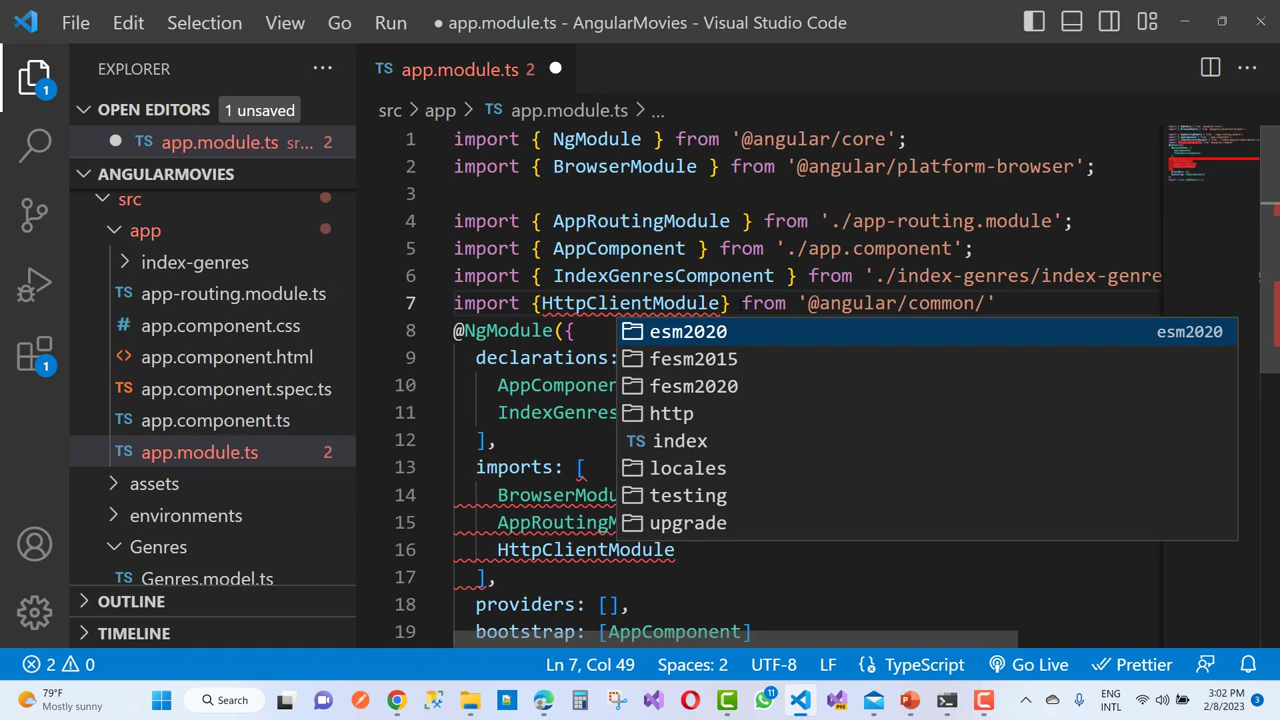 File Edit Selection View Go Run ● app.module.ts - AngularMovies - Visual Studio Code
EXPLORER
OPEN EDITORS 1 unsaved
TS app.module.ts sr... 2
ANGULARMOVIES
src
app
index-genres
app-routing.module.ts
# app.component.css
<> app.component.html
TS app.component.spec.ts
TS app.component.ts
TS app.module.ts 2
assets
environments
Genres
Genres.model.ts
OUTLINE
TIMELINE
1
1
TS app.module.ts 2
src > app > TS app.module.ts > ...
1 import { NgModule } from '@angular/core';
2 import { BrowserModule } from '@angular/platform-browser';
3
4 import { AppRoutingModule } from './app-routing.module';
5 import { AppComponent } from './app.component';
6 import { IndexGenresComponent } from './index-genres/index-genre
7 import {HttpClientModule} from '@angular/common/'
8 @NgModule({
9 declarations:
10 AppComponen
11 IndexGenres
12 ],
13 imports: [
14 BrowserModu
15 AppRoutingM
16 HttpClientModule
17 ],
18 providers: [],
19 bootstrap: [AppComponent]
esm2020 esm2020
fesm2015
fesm2020
http
TS index
locales
testing
upgrade
2 0 Ln 7, Col 49 Spaces: 2 UTF-8 LF {} TypeScript Go Live Prettier
79°F
Mostly sunny
Search
11
PRE
ENG
INTL
5:02 PM
2/8/2023
3